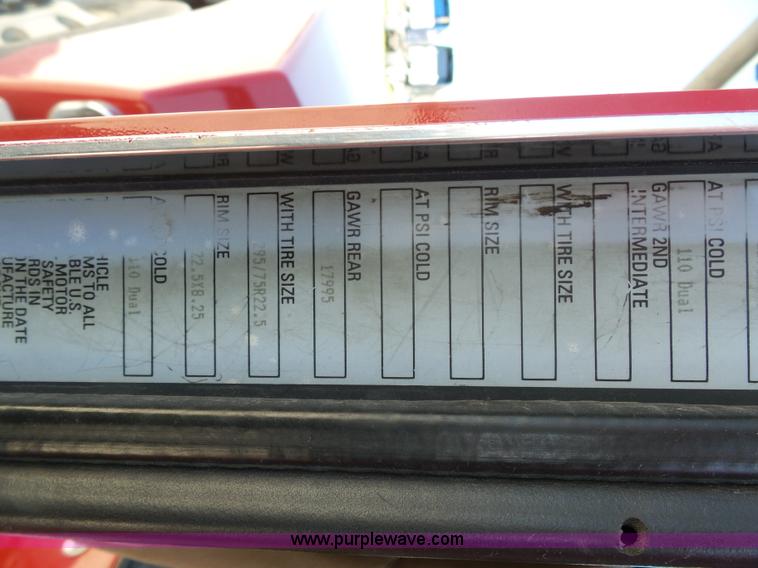 AT PSI COLD
110 Dual
GAWR 2ND
INTERMEDIATE
WITH TIRE SIZE
RIM SIZE
AT PSI COLD
GAWR REAR
17995
WITH TIRE SIZE
295/75R22.5
RIM SIZE
22.5X8.25
COLD
110 Dual
HICLE
MS TO ALL
BLE U.S.
MOTOR
SAFETY
RDS IN
ON THE DATE
UFACTURE
www.purplewave.com